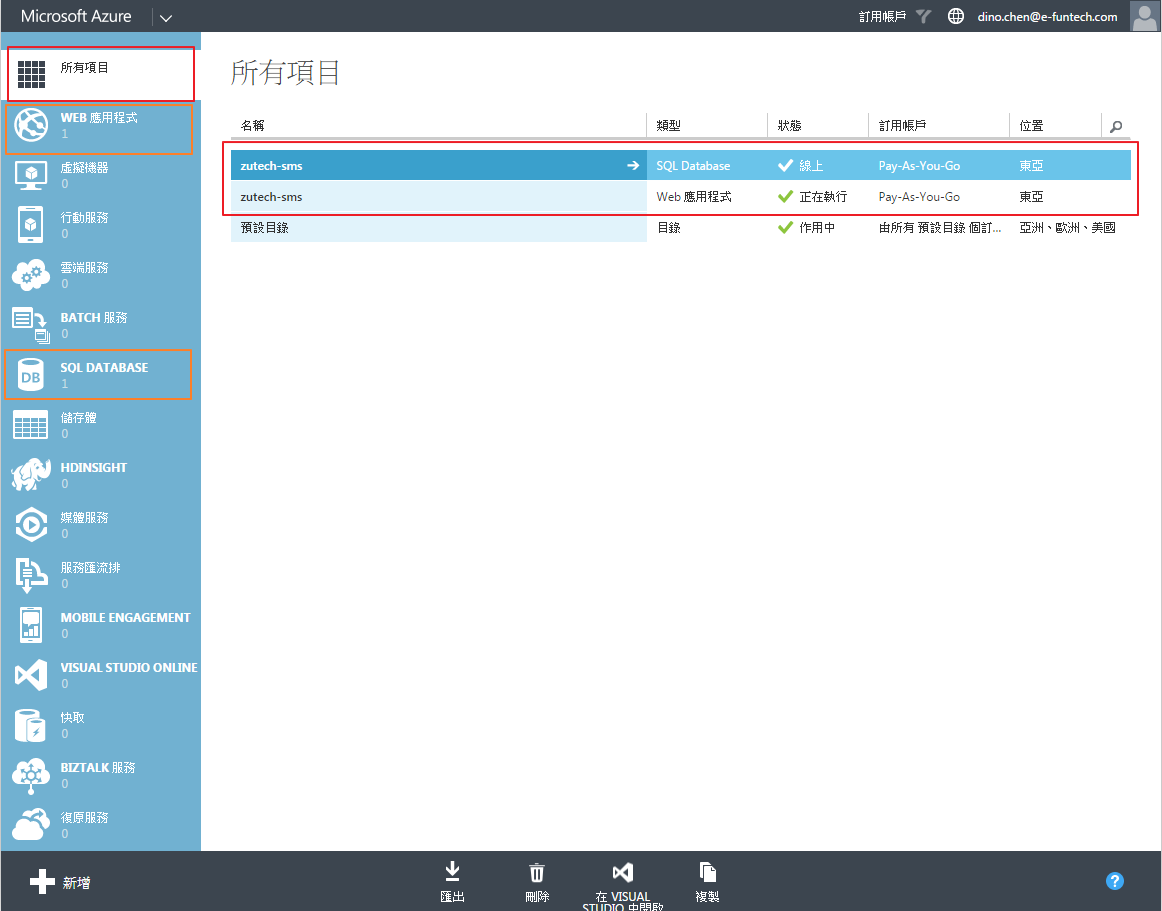 Microsoft Azure
訂用帳戶
dino.chen@e-funtech.com
所有項目
WEB 應用程式
1
虛擬機器
0
行動服務
0
雲端服務
0
BATCH 服務
0
DB
SQL DATABASE
1
儲存體
0
HDINSIGHT
0
媒體服務
0
服務匯流排
0
MOBILE ENGAGEMENT
0
VISUAL STUDIO ONLINE
0
快取
0
BIZTALK 服務
0
復原服務
0
所有項目
名稱 類型 狀態 訂用帳戶 位置
zutech-sms SQL Database 線上 Pay-As-You-Go 東亞
zutech-sms Web 應用程式 正在執行 Pay-As-You-Go 東亞
預設目錄 目錄 作用中 由所有 預設目錄 個訂... 亞洲、歐洲、美國
新增
匯出
刪除
在 VISUAL
STUDIO 中開啟
複製
?